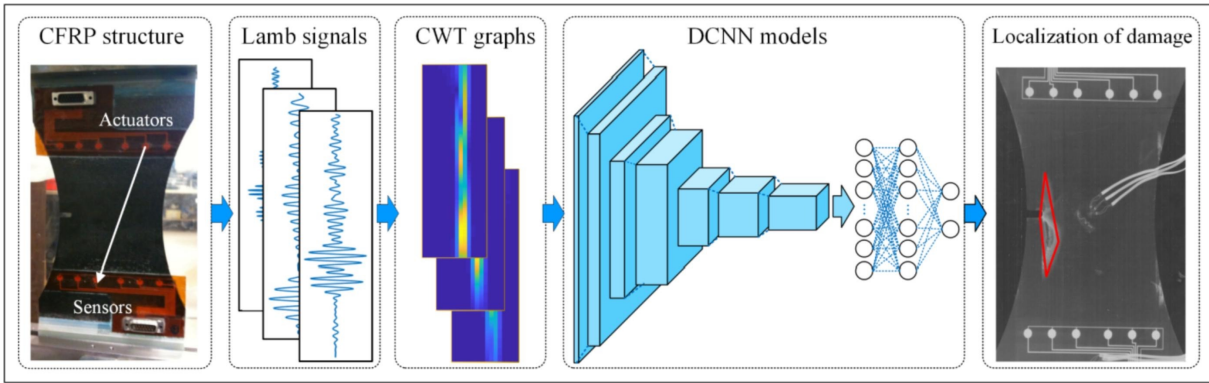 CFRP structure
Lamb signals
CWT graphs
DCNN models
Localization of damage
Actuators
Sensors